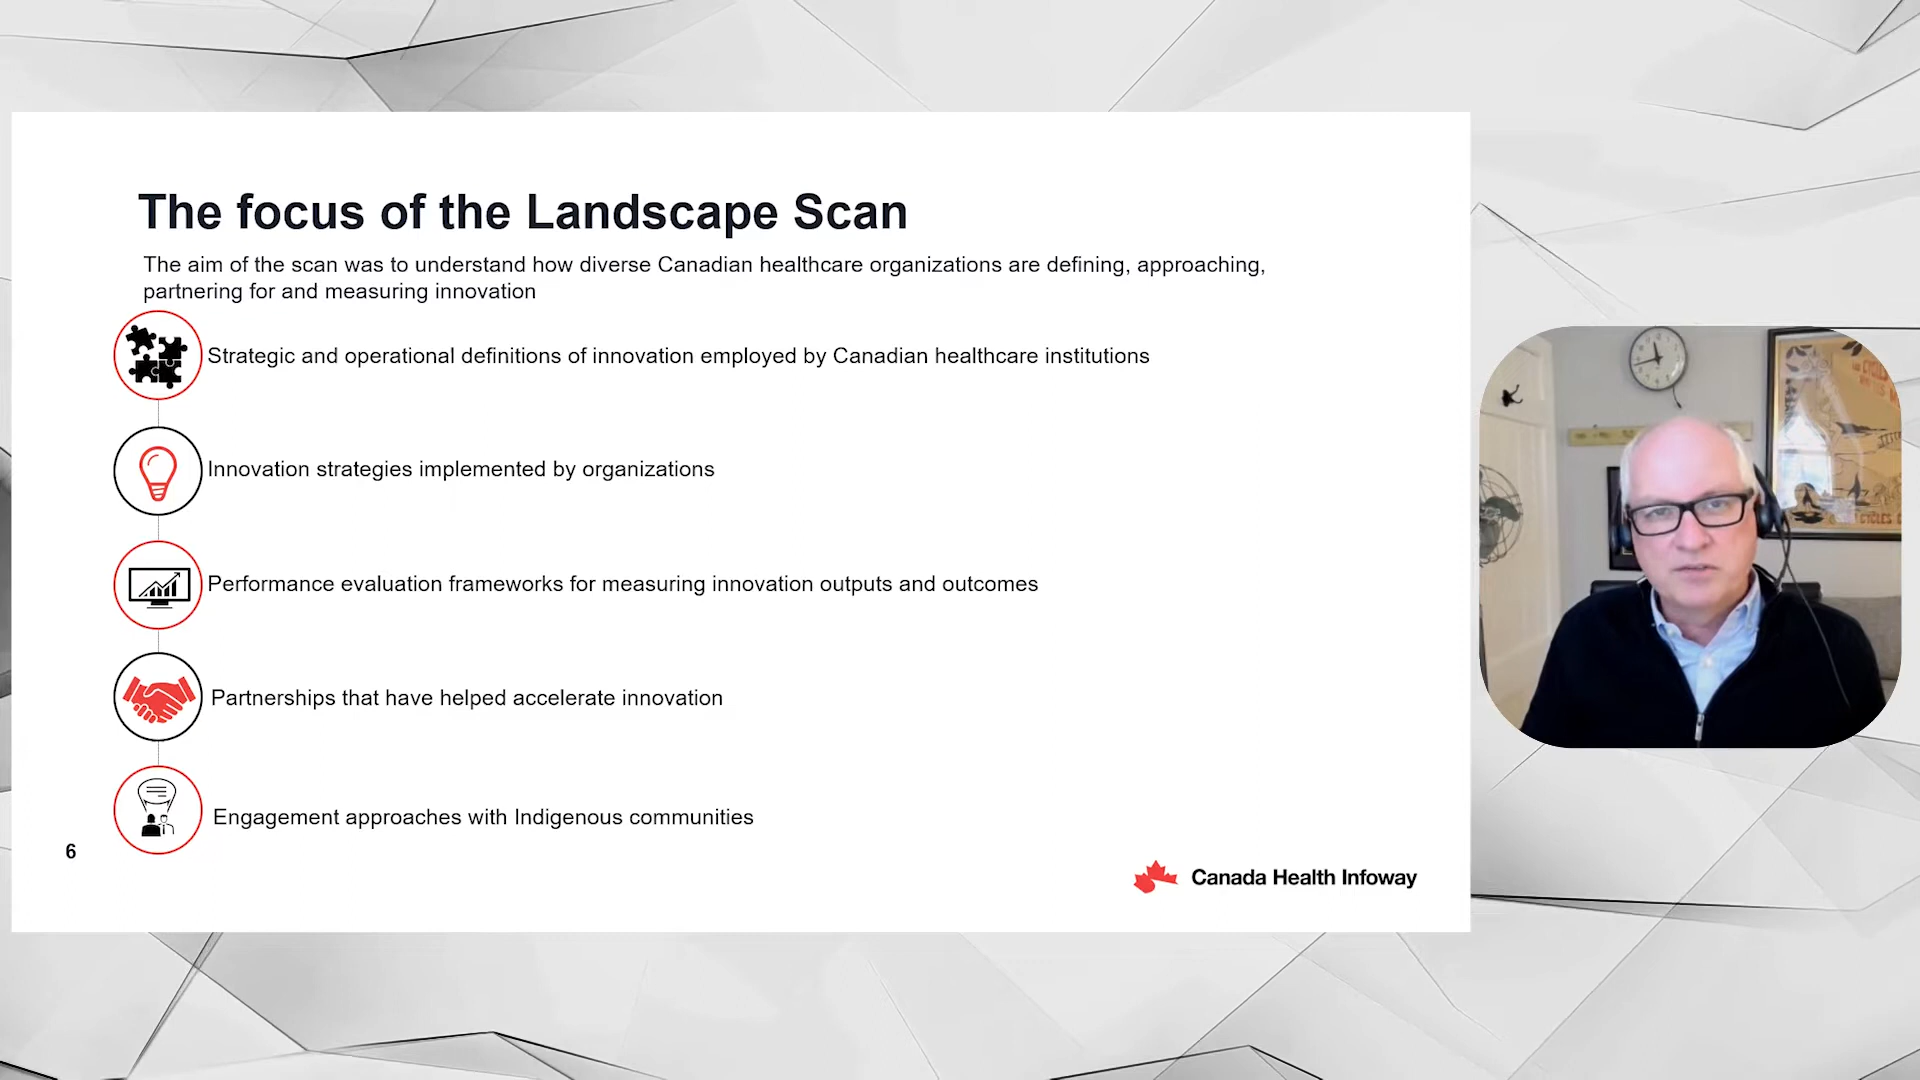 The focus of the Landscape Scan
The aim of the scan was to understand how diverse Canadian healthcare organizations are defining, approaching,
partnering for and measuring innovation
Strategic and operational definitions of innovation employed by Canadian healthcare institutions
Innovation strategies implemented by organizations
Performance evaluation frameworks for measuring innovation outputs and outcomes
Partnerships that have helped accelerate innovation
Engagement approaches with Indigenous communities
6
Canada Health Infoway